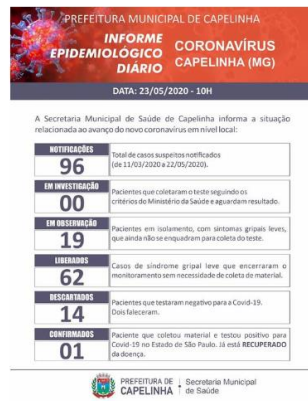 PREFEITURA MUNICIPAL DE CAPELINHA
INFORME
EPIDEMIOLÓGICO
DIÁRIO
CORONAVÍRUS
CAPELINHA (MG)
DATA: 23/05/2020 - 10H
A Secretaria Municipal de Saúde de Capelinha informa a situação
relacionada ao avanço do novo coronavírus em nível local:
NOTIFICAÇÕES
96
Total de casos suspeitos notificados
(de 11/03/2020 a 22/05/2020).
EM INVESTIGAÇÃO
00
Pacientes que coletaram o teste seguindo os
critérios do Ministério da Saúde e aguardam resultado.
EM OBSERVAÇÃO
19
Pacientes em isolamento, com sintomas gripais leves,
que ainda não se enquadram para coleta do teste.
LIBERADOS
62
Casos de síndrome gripal leve que encerraram o
monitoramento sem necessidade de coleta de material.
DESCARTADOS
14
Pacientes que testaram negativo para a Covid-19.
Dois faleceram.
CONFIRMADOS
01
Paciente que coletou material e testou positivo para
Covid-19 no Estado de São Paulo. Já está RECUPERADO
da doença.
PREFEITURA DE
CAPELINHA
Secretaria Municipal
de Saúde